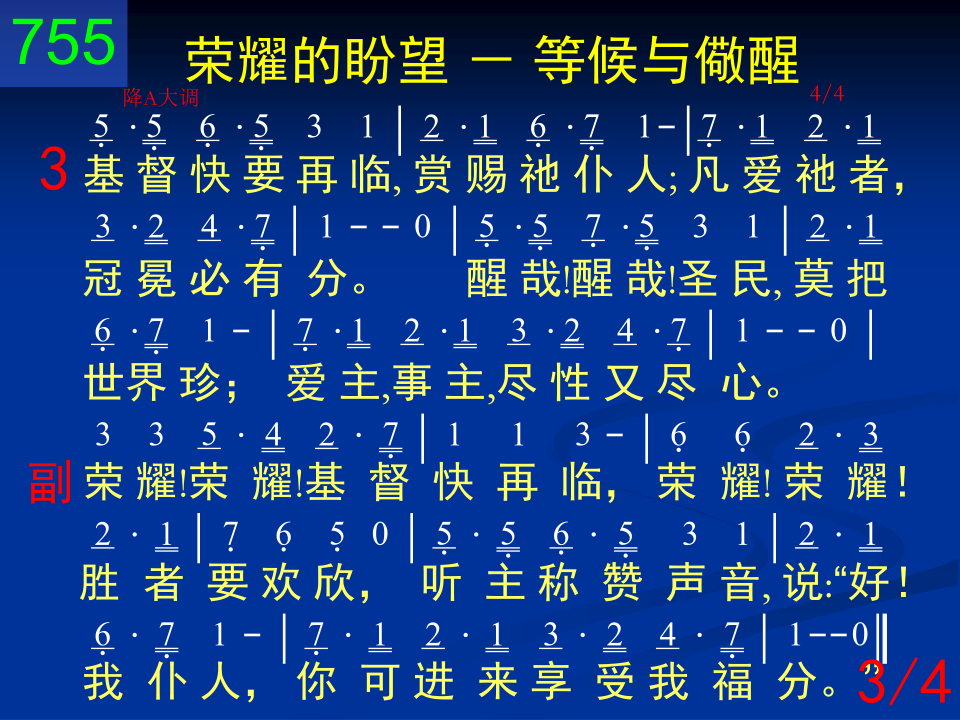 755
荣耀的盼望 － 等候与儆醒
降A大调 4/4
5 · 5 6 · 5 3 1 | 2 · 1 6 · 7 1 - | 7 · 1 2 · 1
3 基督快要再临, 赏赐祂仆人; 凡爱祂者,
3 · 2 4 · 7 | 1 - - 0 | 5 · 5 7 · 5 3 1 | 2 · 1
冠冕必有分。 醒哉!醒哉!圣民, 莫把
6 · 7 1 - | 7 · 1 2 · 1 3 · 2 4 · 7 | 1 - - 0 |
世界珍； 爱主,事主,尽性又尽心。
3 3 5 · 4 2 · 7 | 1 1 3 - | 6 6 2 · 3
副 荣耀!荣耀!基督快再临， 荣耀! 荣耀！
2 · 1 | 7 6 5 0 | 5 · 5 6 · 5 3 1 | 2 · 1
胜者要欢欣， 听主称赞声音, 说:“好！
6 · 7 1 - | 7 · 1 2 · 1 3 · 2 4 · 7 | 1 - - 0 ‖
我仆人， 你可进来享受我福分。”
3/4